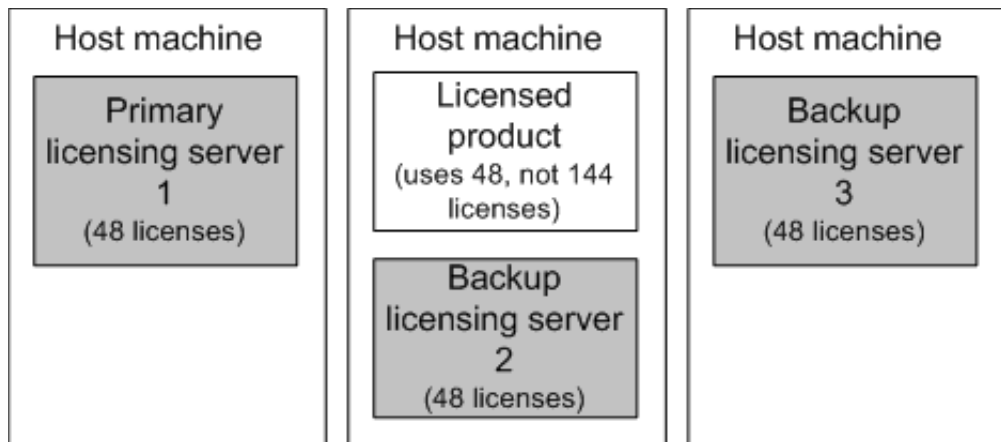 Host machine
Primary
licensing server
1
(48 licenses)
Host machine
Licensed
product
(uses 48, not 144
licenses)
Backup
licensing server
2
(48 licenses)
Host machine
Backup
licensing server
3
(48 licenses)